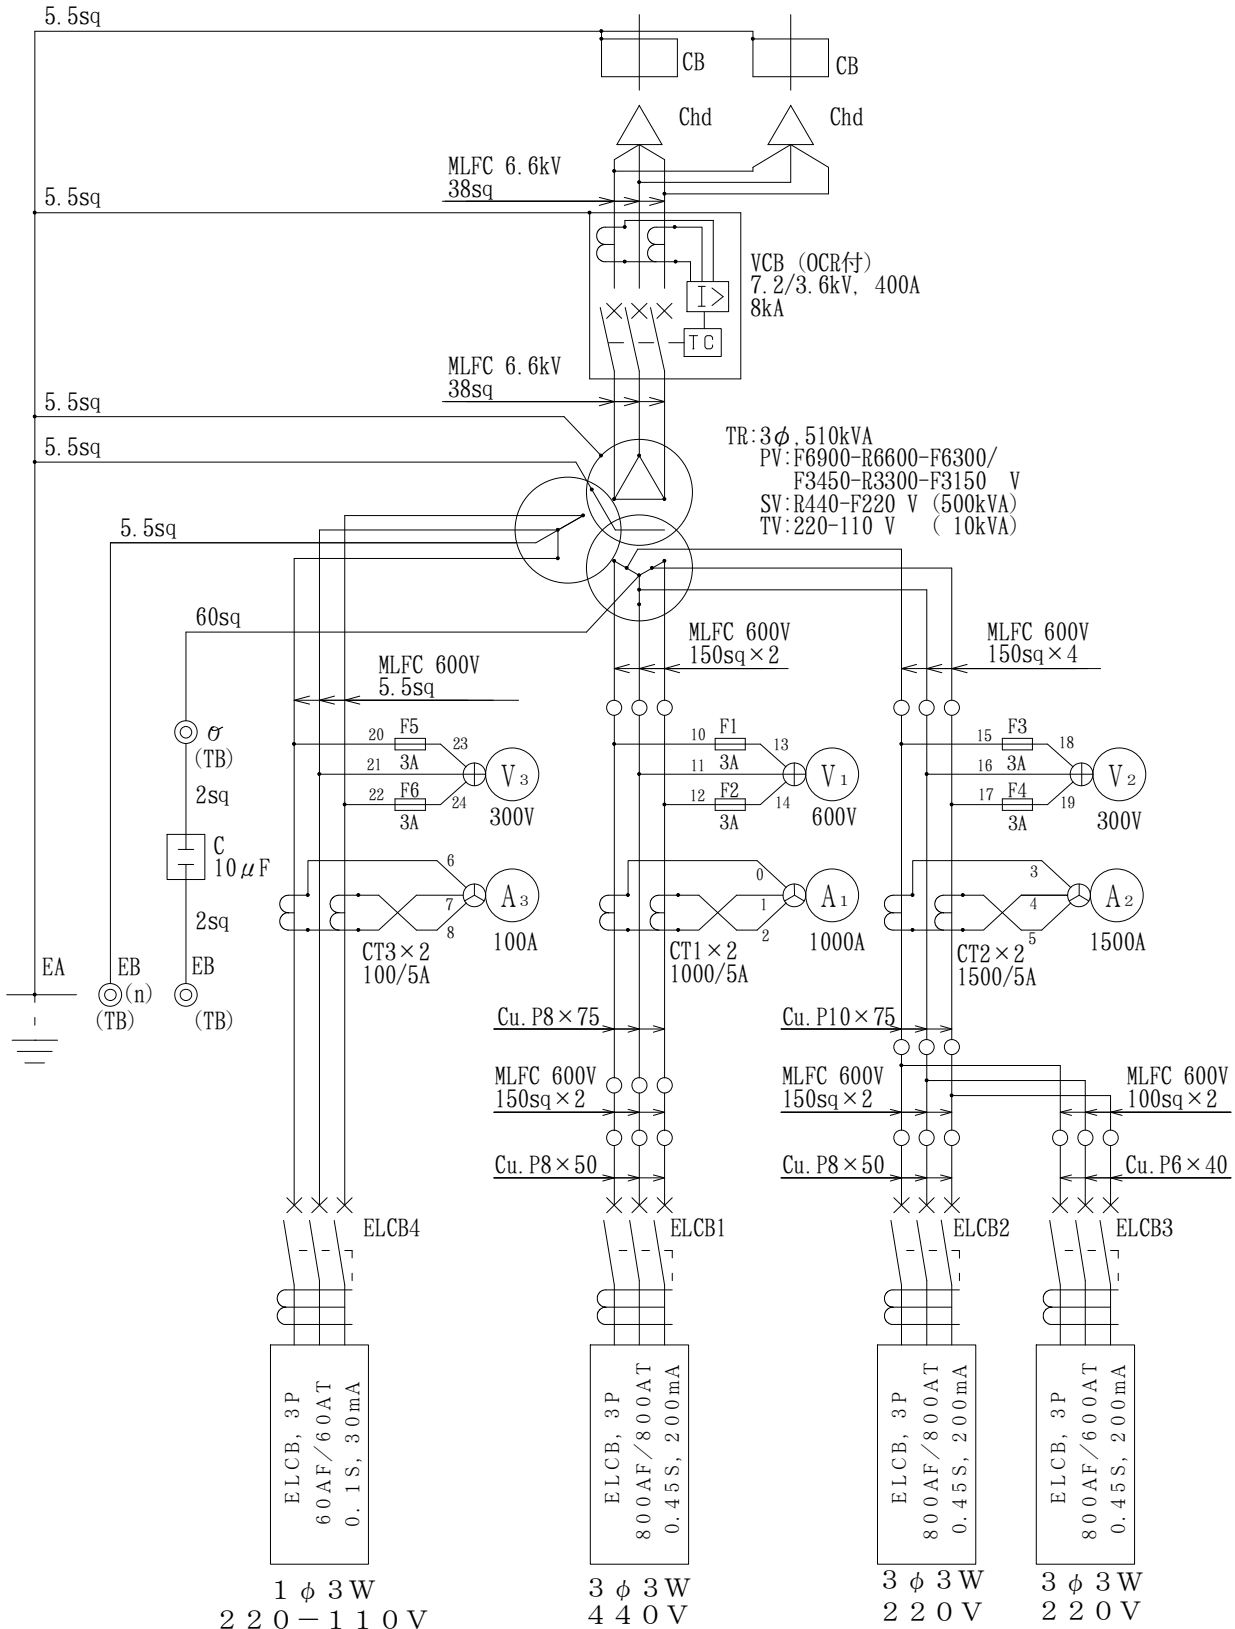 5.5sq
CB
CB
Chd
Chd
MLFC 6.6kV
38sq
5.5sq
VCB (OCR付)
7.2/3.6kV, 400A
8kA
I>
TC
MLFC 6.6kV
38sq
5.5sq
5.5sq
TR:3φ,510kVA
PV:F6900-R6600-F6300/
F3450-R3300-F3150 V
SV:R440-F220 V (500kVA)
TV:220-110 V ( 10kVA)
5.5sq
60sq
MLFC 600V
5.5sq
MLFC 600V
150sq×2
MLFC 600V
150sq×4
σ
(TB)
2sq
C
10μF
2sq
20 F5 23
3A
21
V3
22 F6 24
3A
300V
10 F1 13
3A
11
V1
12 F2 14
3A
600V
15 F3 18
3A
16
V2
17 F4 19
3A
300V
6
7
8
A3
100A
CT3×2
100/5A
0
1
2
A1
1000A
CT1×2
1000/5A
3
4
5
A2
1500A
CT2×2
1500/5A
EA
EB
(n)
(TB)
EB
(TB)
Cu.P8×75
Cu.P10×75
MLFC 600V
150sq×2
MLFC 600V
150sq×2
MLFC 600V
100sq×2
Cu.P8×50
Cu.P8×50
Cu.P6×40
ELCB4
ELCB1
ELCB2
ELCB3
ELCB, 3P
60AF/60AT
0.1S, 30mA
ELCB, 3P
800AF/800AT
0.45S, 200mA
ELCB, 3P
800AF/800AT
0.45S, 200mA
ELCB, 3P
800AF/600AT
0.45S, 200mA
1φ3W
220-110V
3φ3W
440V
3φ3W
220V
3φ3W
220V